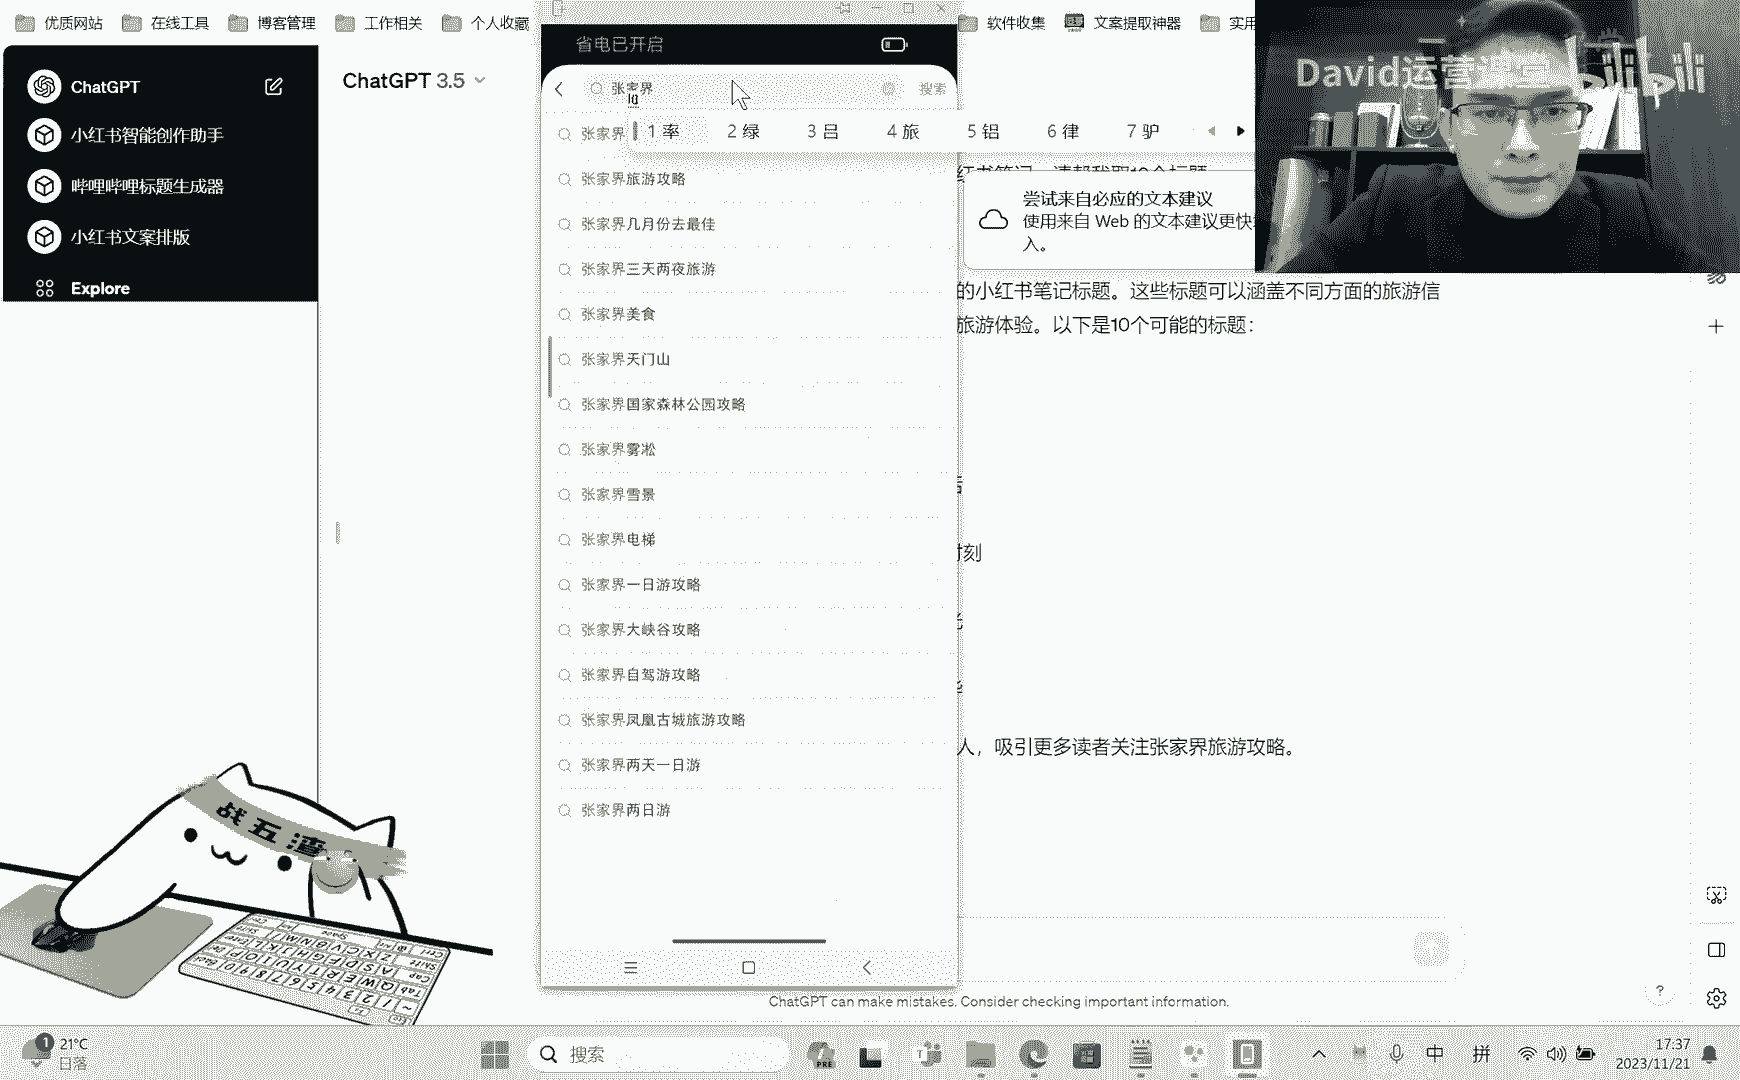 优质网站
在线工具
博客管理
工作相关
个人收藏
软件收集
文案提取神器
实用
ChatGPT
小红书智能创作助手
哔哩哔哩标题生成器
小红书文案排版
Explore
ChatGPT 3.5
省电已开启
张家界
搜索
1 率 2 绿 3 吕 4 旅 5 铝 6 律 7 驴
张家界
张家界旅游攻略
张家界几月份去最佳
张家界三天两夜旅游
张家界美食
张家界天门山
张家界国家森林公园攻略
张家界雾凇
张家界雪景
张家界电梯
张家界一日游攻略
张家界大峡谷攻略
张家界自驾游攻略
张家界凤凰古城旅游攻略
张家界两天一日游
张家界两日游
尝试来自必应的文本建议
使用来自 Web 的文本建议更快
入。
的小红书笔记标题。这些标题可以涵盖不同方面的旅游信
旅游体验。以下是10个可能的标题：
时刻
人，吸引更多读者关注张家界旅游攻略。
David运营课堂
bilibili
战五渣
ChatGPT can make mistakes. Consider checking important information.
?
1
21°C
日落
搜索
PRE
中
拼
17:37
2023/11/21